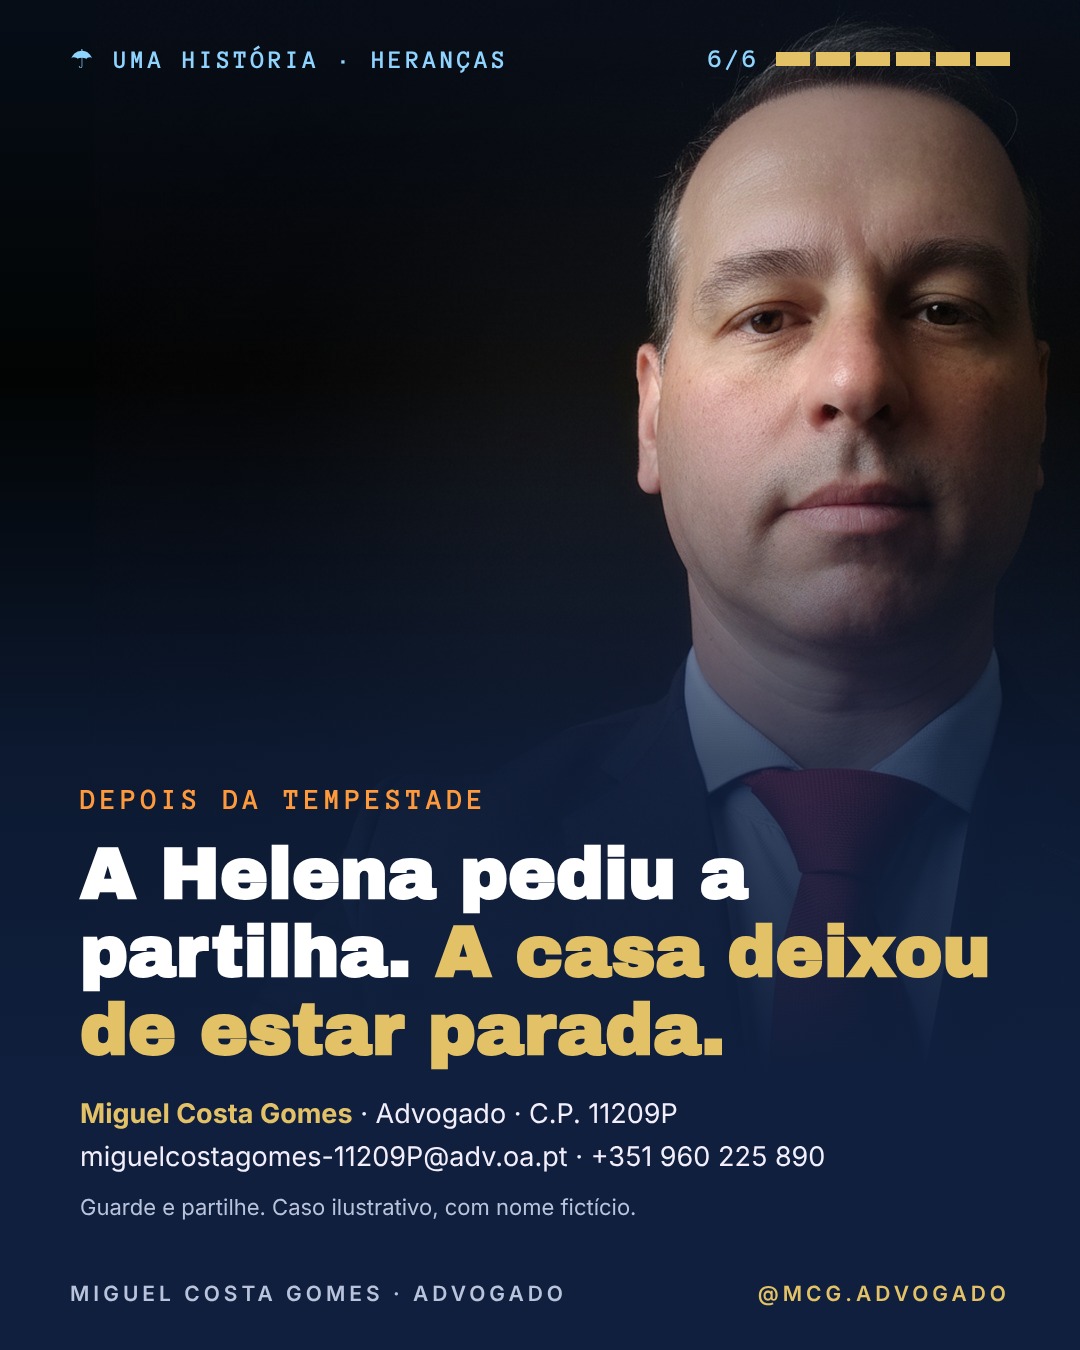 ☂ UMA HISTÓRIA · HERANÇAS
6/6
DEPOIS DA TEMPESTADE
A Helena pediu a
partilha. A casa deixou
de estar parada.
Miguel Costa Gomes · Advogado · C.P. 11209P
miguelcostagomes-11209P@adv.oa.pt · +351 960 225 890
Guarde e partilhe. Caso ilustrativo, com nome fictício.
MIGUEL COSTA GOMES · ADVOGADO
@MCG.ADVOGADO